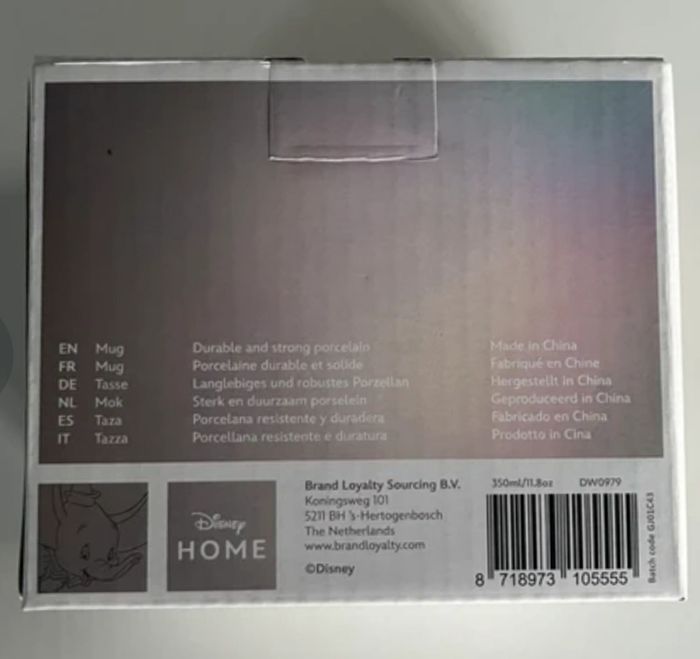 EN Mug Durable and strong porcelain Made in China
FR Mug Porcelaine durable et solide Fabriqué en Chine
DE Tasse Langlebiges und robustes Porzellan Hergestellt in China
NL Mok Sterk en duurzaam porselein Geproduceerd in China
ES Taza Porcelana resistente y duradera Fabricado en China
IT Tazza Porcellana resistente e duratura Prodotto in Cina
Disney
HOME
Brand Loyalty Sourcing B.V.
Koningsweg 101
5211 BH 's-Hertogenbosch
The Netherlands
www.brandloyalty.com
©Disney
350ml/11.8oz DW0979
8 718973 105555
Batch code GJ01C43